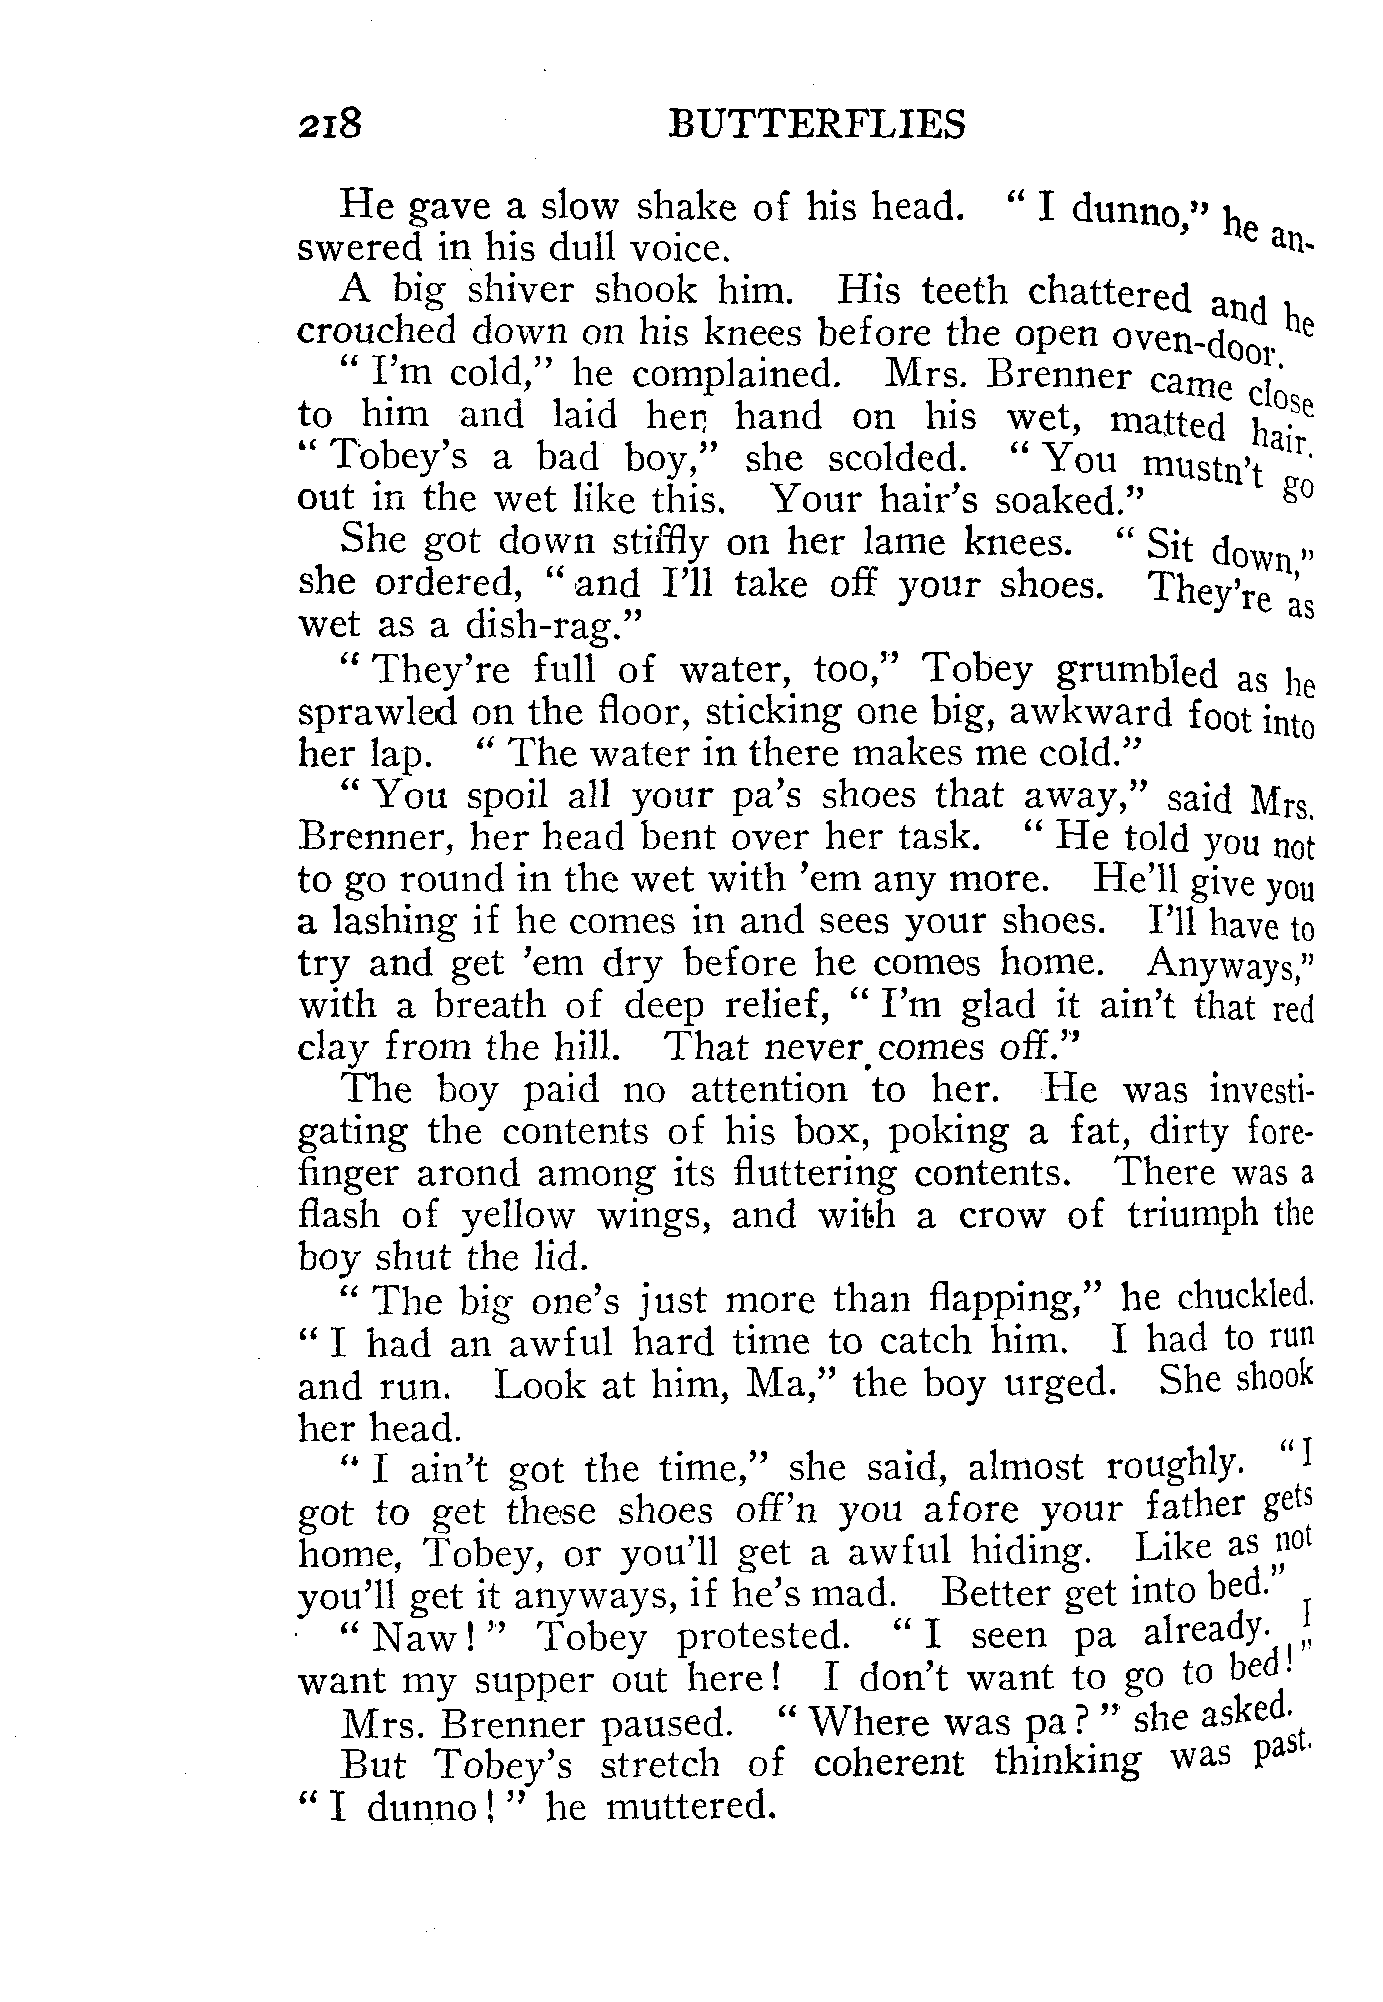 218 BUTTERFLIES
He gave a slow shake of his head. " I dunno," he an-
swered in his dull voice.
A big shiver shook him. His teeth chattered and he
crouched down on his knees before the open oven-door.
" I'm cold," he complained. Mrs. Brenner came close
to him and laid her hand on his wet, matted hair.
" Tobey's a bad boy," she scolded. " You mustn't go
out in the wet like this. Your hair's soaked."
She got down stiffly on her lame knees. " Sit down,"
she ordered, " and I'll take off your shoes. They're as
wet as a dish-rag."
" They're full of water, too," Tobey grumbled as he
sprawled on the floor, sticking one big, awkward foot into
her lap. " The water in there makes me cold."
" You spoil all your pa's shoes that away," said Mrs.
Brenner, her head bent over her task. " He told you not
to go round in the wet with 'em any more. He'll give you
a lashing if he comes in and sees your shoes. I'll have to
try and get 'em dry before he comes home. Anyways,"
with a breath of deep relief, " I'm glad it ain't that red
clay from the hill. That never comes off."
The boy paid no attention to her. He was investi-
gating the contents of his box, poking a fat, dirty fore-
finger arond among its fluttering contents. There was a
flash of yellow wings, and with a crow of triumph the
boy shut the lid.
" The big one's just more than flapping," he chuckled.
" I had an awful hard time to catch him. I had to run
and run. Look at him, Ma," the boy urged. She shook
her head.
" I ain't got the time," she said, almost roughly. " I
got to get these shoes off'n you afore your father gets
home, Tobey, or you'll get a awful hiding. Like as not
you'll get it anyways, if he's mad. Better get into bed."
" Naw ! " Tobey protested. " I seen pa already. I
want my supper out here ! I don't want to go to bed ! "
Mrs. Brenner paused. " Where was pa ? " she asked.
But Tobey's stretch of coherent thinking was past.
" I dunno ! " he muttered.